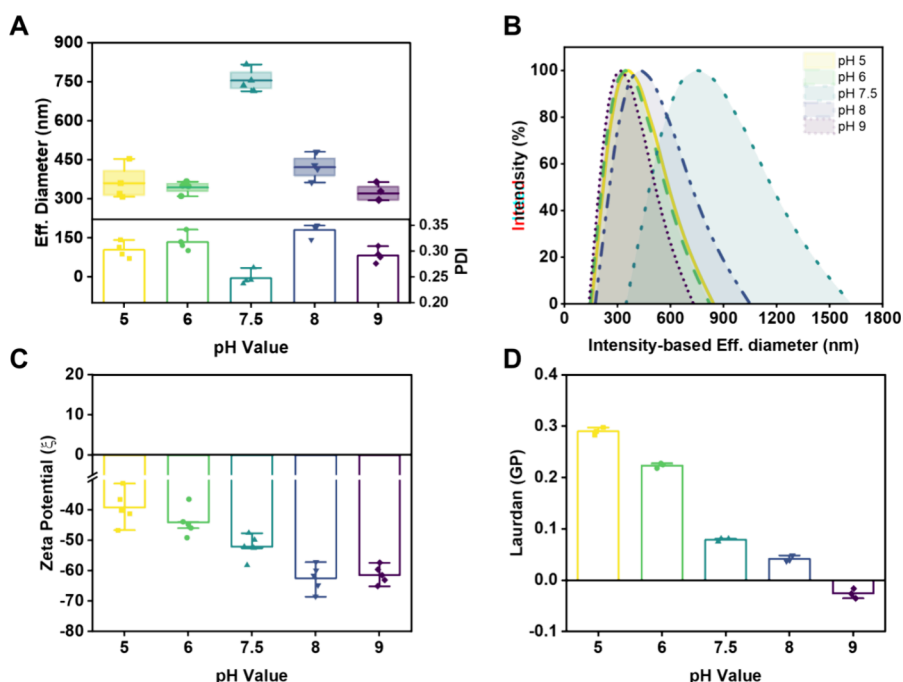 A
900
750
600
450
300
150
0
Eff. Diameter (nm)
0.35
0.30
0.25
0.20
PDI
5 6 7.5 8 9
pH Value
B
100
80
60
40
20
0
Intendsity (%)
pH 5
pH 6
pH 7.5
pH 8
pH 9
0 300 600 900 1200 1500 1800
Intensity-based Eff. diameter (nm)
C
20
10
0
-40
-50
-60
-70
-80
Zeta Potential (ξ)
5 6 7.5 8 9
pH Value
D
0.4
0.3
0.2
0.1
0.0
-0.1
Laurdan (GP)
5 6 7.5 8 9
pH Value